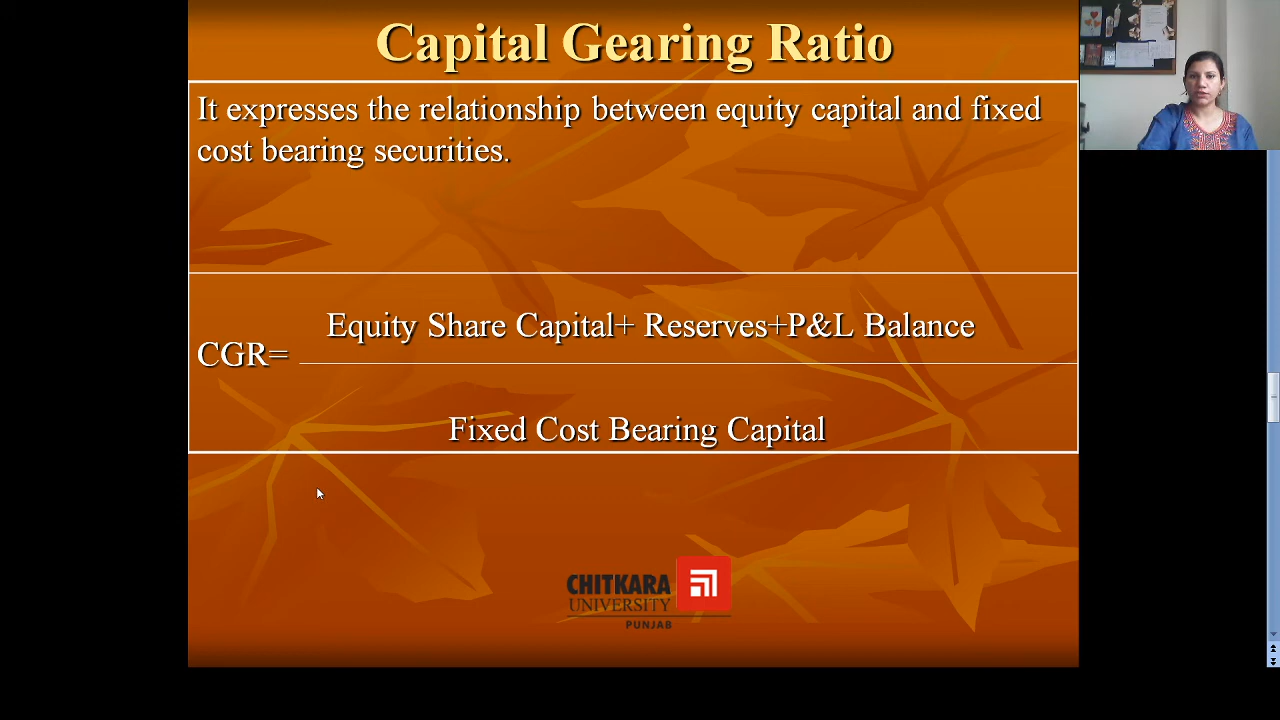 Capital Gearing Ratio
It expresses the relationship between equity capital and fixed
cost bearing securities.
Equity Share Capital+ Reserves+P&L Balance
CGR=
Fixed Cost Bearing Capital
CHITKARA
UNIVERSITY
PUNJAB